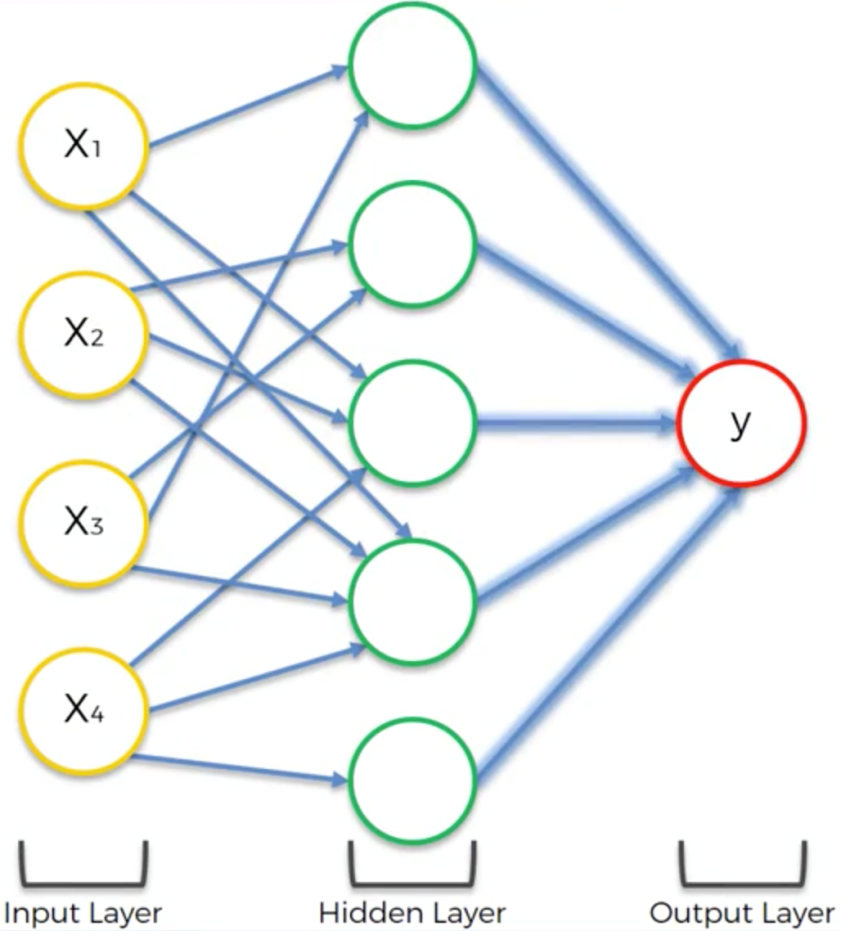 X1
X2
X3
X4
y
Input Layer
Hidden Layer
Output Layer